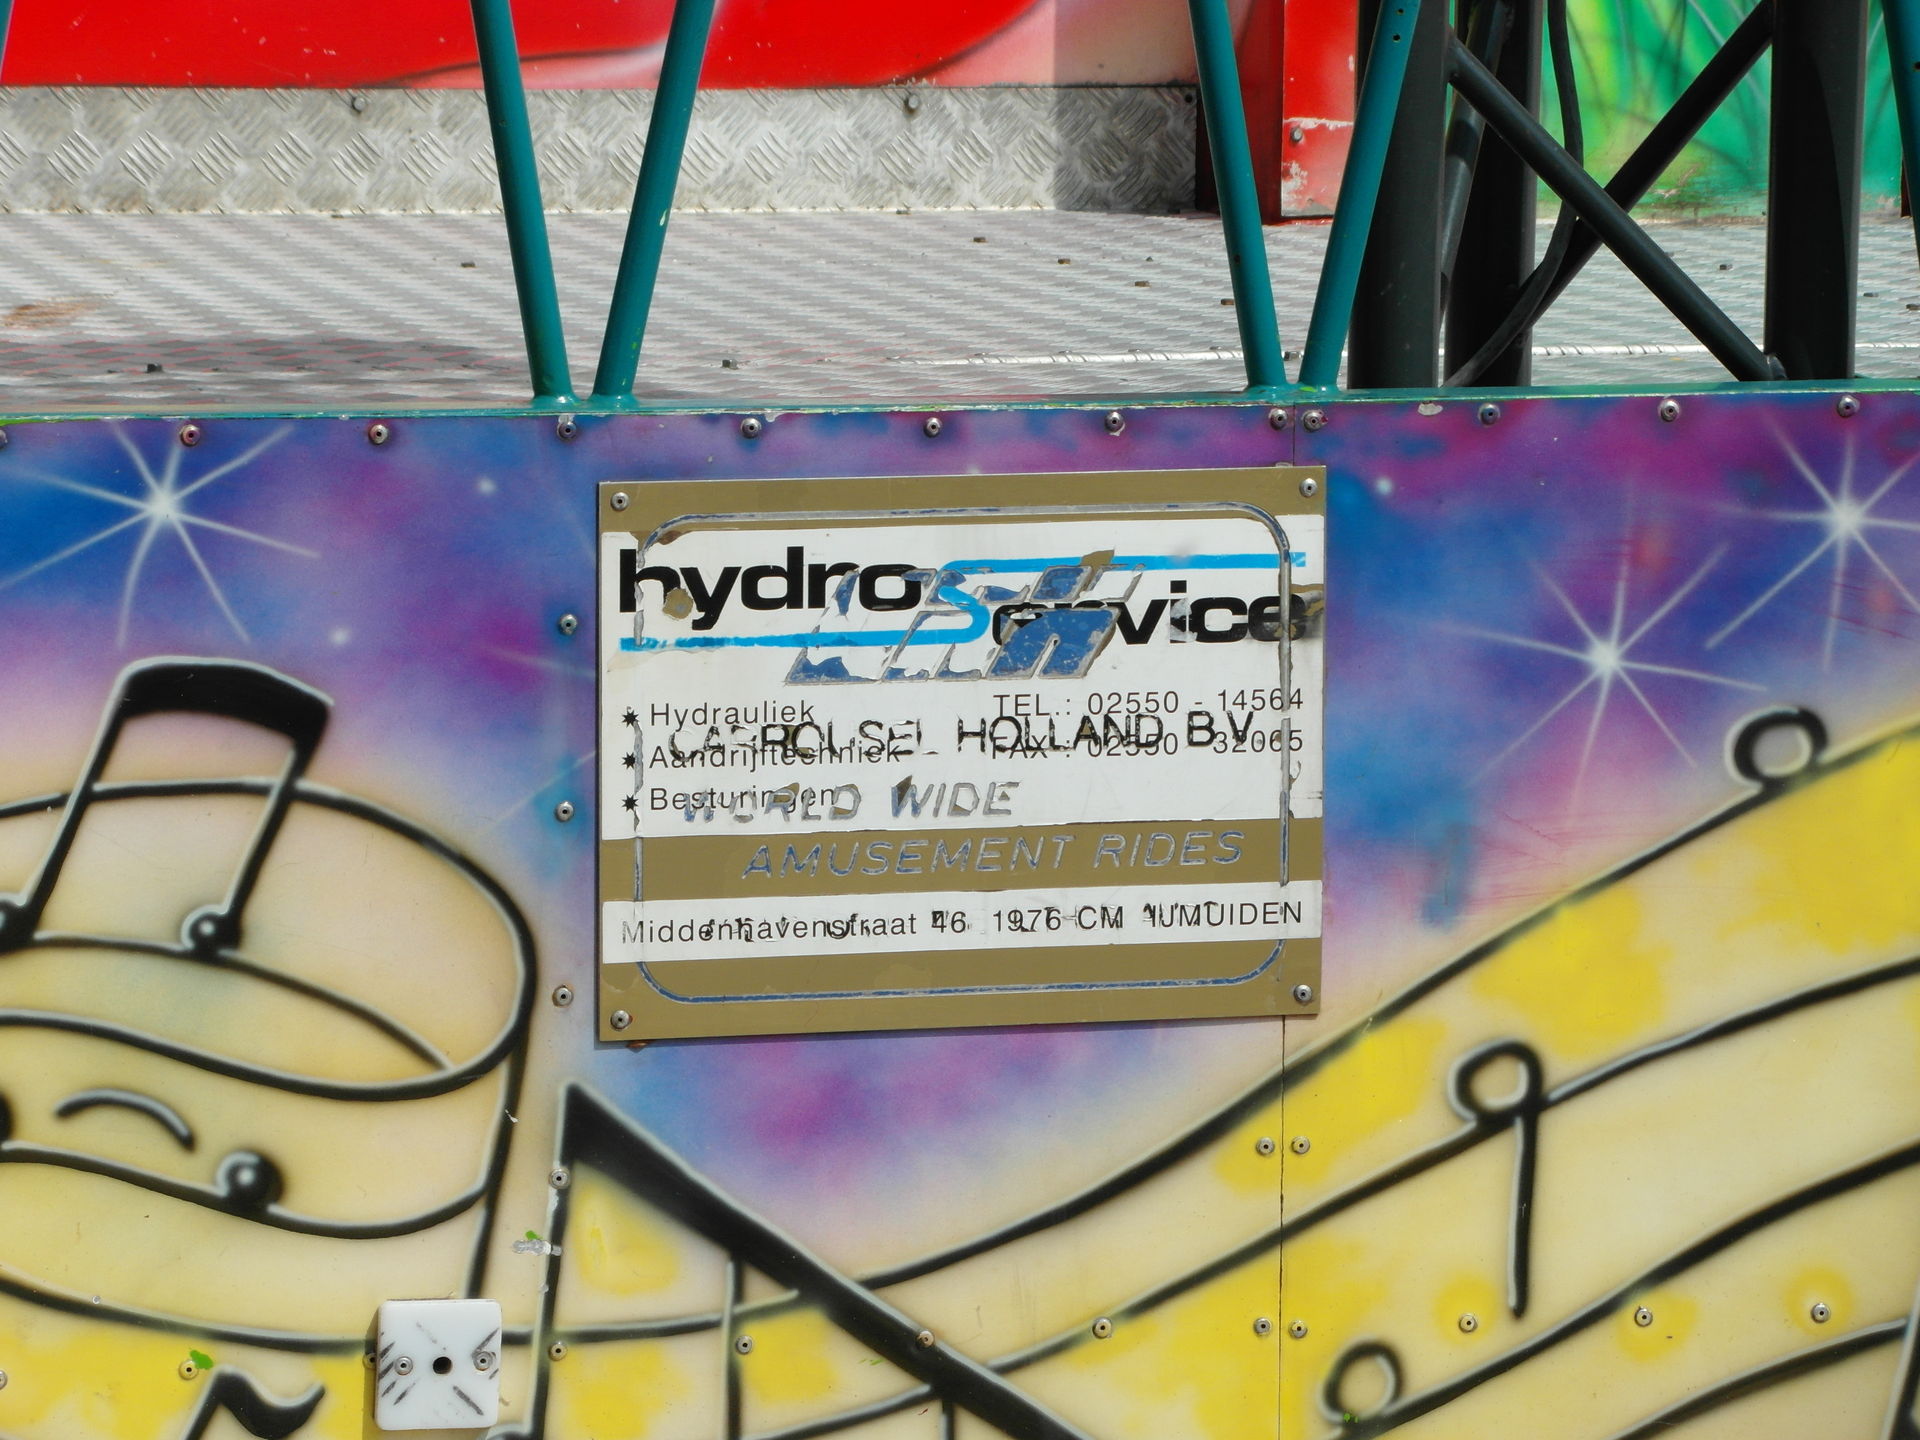 hydro Service
* Hydrauliek TEL.: 02550 - 14564
CARROUSEL HOLLAND B.V.
* Aandrijftechniek FAX : 02550 - 32065
* Besturingen
WORLD WIDE
AMUSEMENT RIDES
Middenhavenstraat 46 1976 CM IJMUIDEN